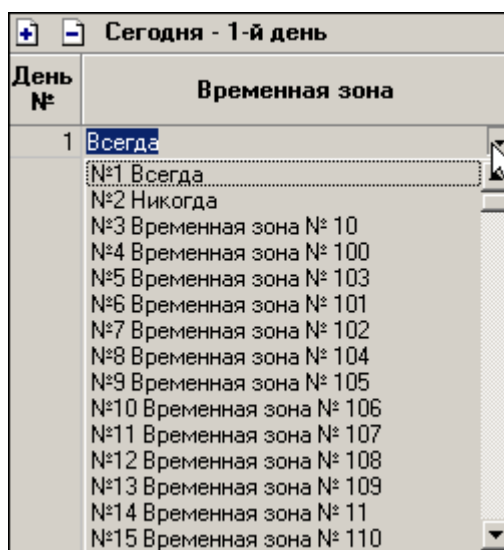 Сегодня - 1-й день
День № Временная зона
1 Всегда
№1 Всегда
№2 Никогда
№3 Временная зона № 10
№4 Временная зона № 100
№5 Временная зона № 103
№6 Временная зона № 101
№7 Временная зона № 102
№8 Временная зона № 104
№9 Временная зона № 105
№10 Временная зона № 106
№11 Временная зона № 107
№12 Временная зона № 108
№13 Временная зона № 109
№14 Временная зона № 11
№15 Временная зона № 110